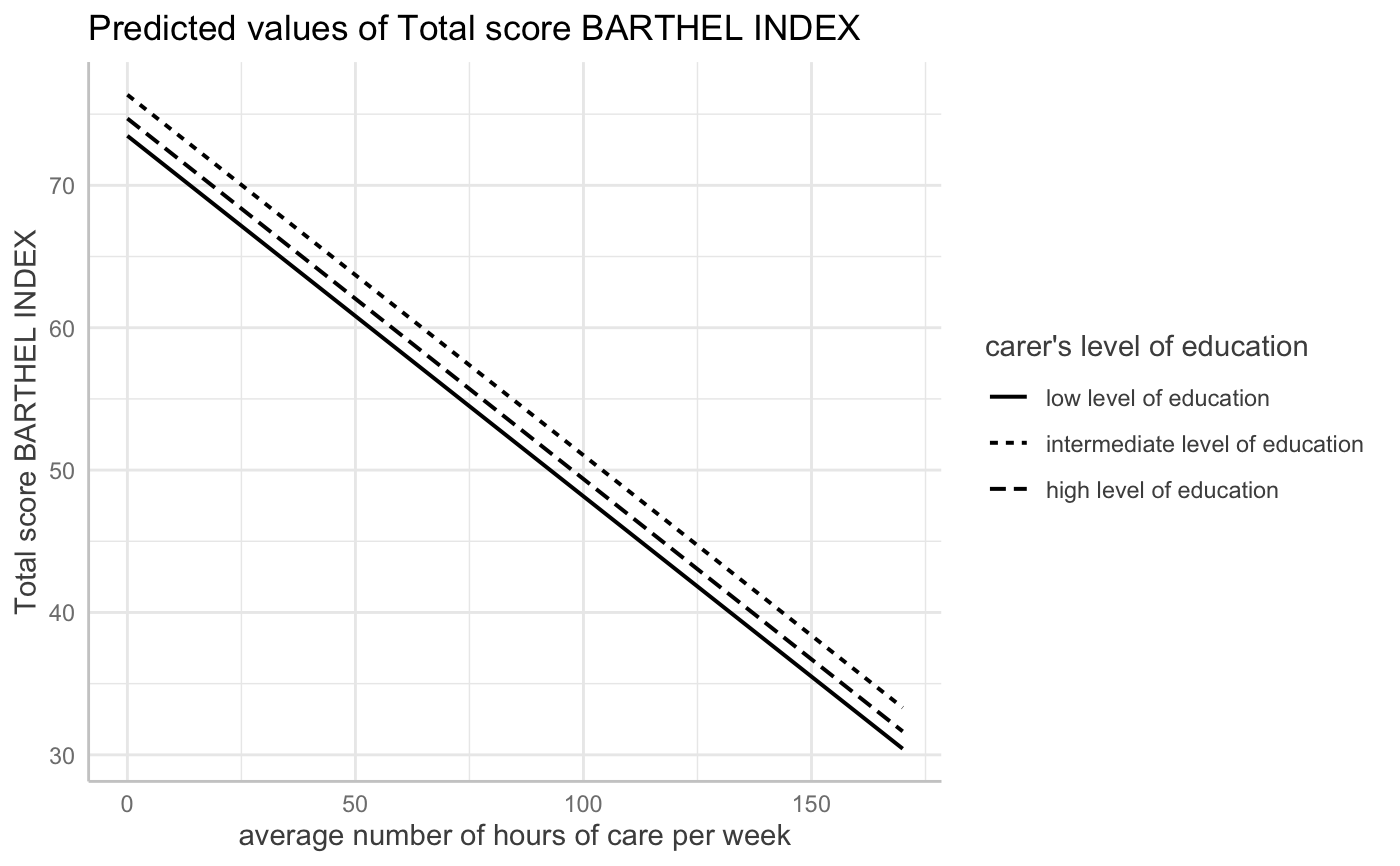 Predicted values of Total score BARTHEL INDEX
Total score BARTHEL INDEX
70
60
50
40
30
0
50
100
150
average number of hours of care per week
carer's level of education
low level of education
intermediate level of education
high level of education